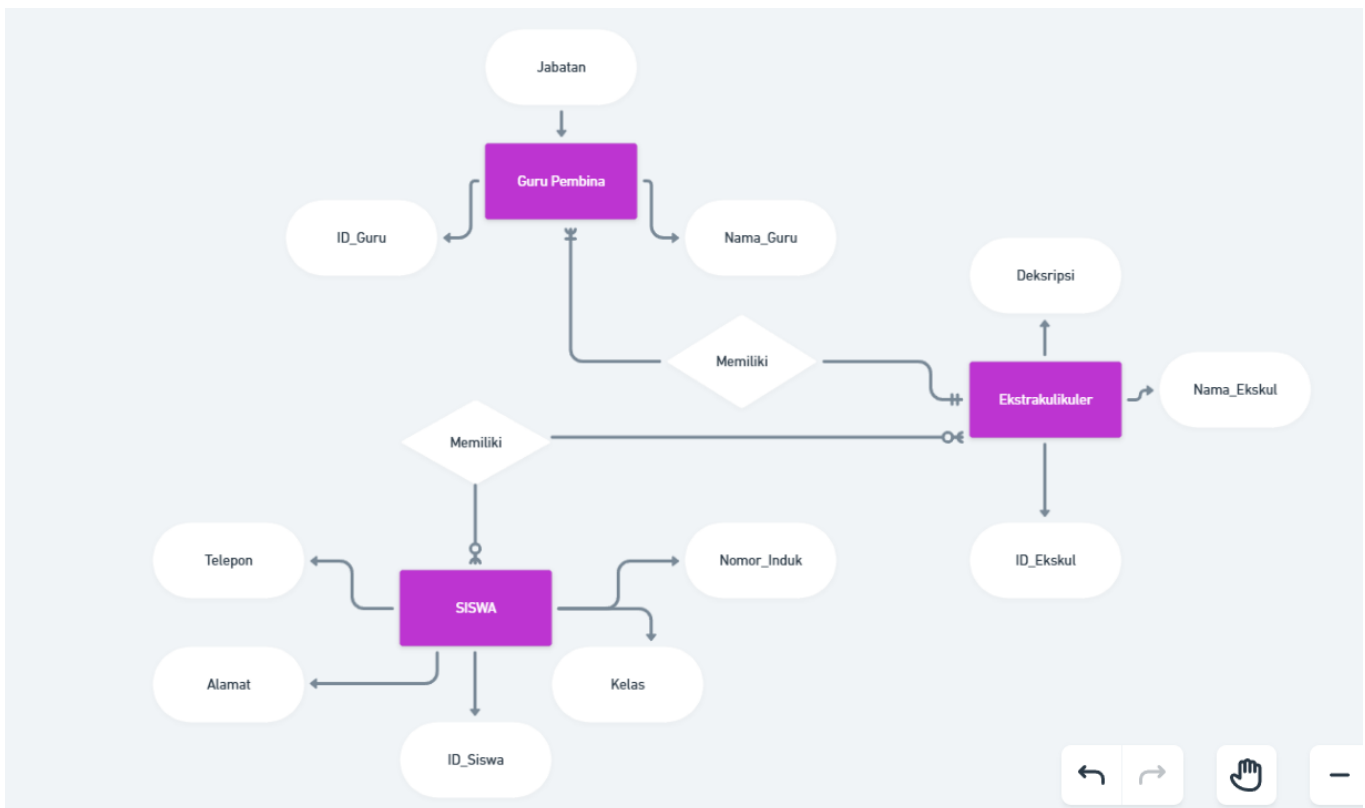 Jabatan
Guru Pembina
ID_Guru
Nama_Guru
Deksripsi
Memiliki
Nama_Ekskul
Ekstrakulikuler
Memiliki
Telepon
Nomor_Induk
ID_Ekskul
SISWA
Alamat
Kelas
ID_Siswa